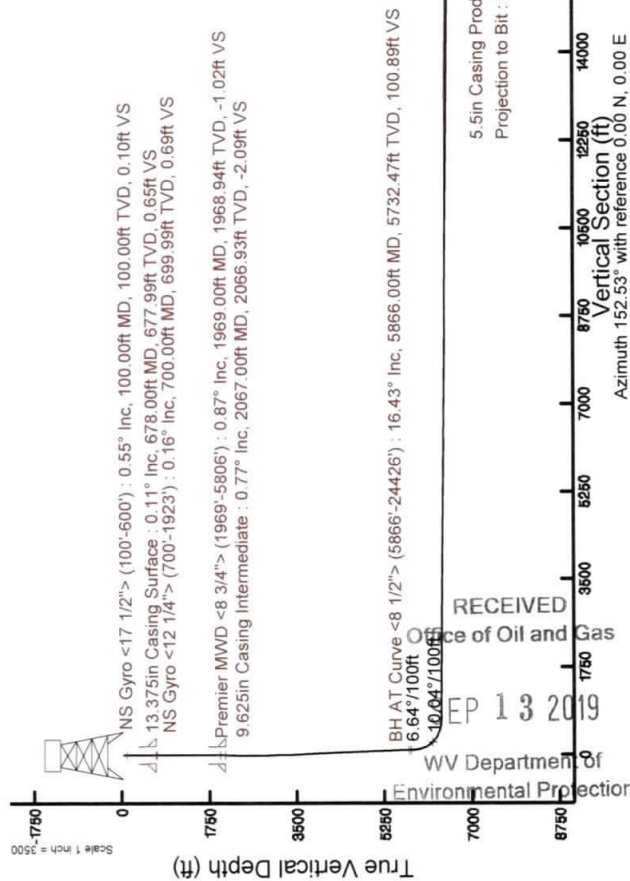 Scale 1 inch = 3500
True Vertical Depth (ft)
-1750
0
1750
3500
5250
7000
8750
NS Gyro <17 1/2"> (100'-600') : 0.55° Inc, 100.00ft MD, 100.00ft TVD, 0.10ft VS
13.375in Casing Surface : 0.11° Inc, 678.00ft MD, 677.99ft TVD, 0.65ft VS
NS Gyro <12 1/4"> (700'-1923') : 0.16° Inc, 700.00ft MD, 699.99ft TVD, 0.69ft VS
Premier MWD <8 3/4"> (1969'-5806') : 0.87° Inc, 1969.00ft MD, 1968.94ft TVD, -1.02ft VS
9.625in Casing Intermediate : 0.77° Inc, 2067.00ft MD, 2066.93ft TVD, -2.09ft VS
BH AT Curve <8 1/2"> (5866'-24426') : 16.43° Inc, 5866.00ft MD, 5732.47ft TVD, 100.89ft VS
6.64°/100ft
10.04°/100ft
5.5in Casing Prod
Projection to Bit :
0
1750
3500
5250
7000
8750
10500
12250
14000
Vertical Section (ft)
Azimuth 152.53° with reference 0.00 N, 0.00 E
RECEIVED
Office of Oil and Gas
SEP 13 2019
WV Department of
Environmental Protection